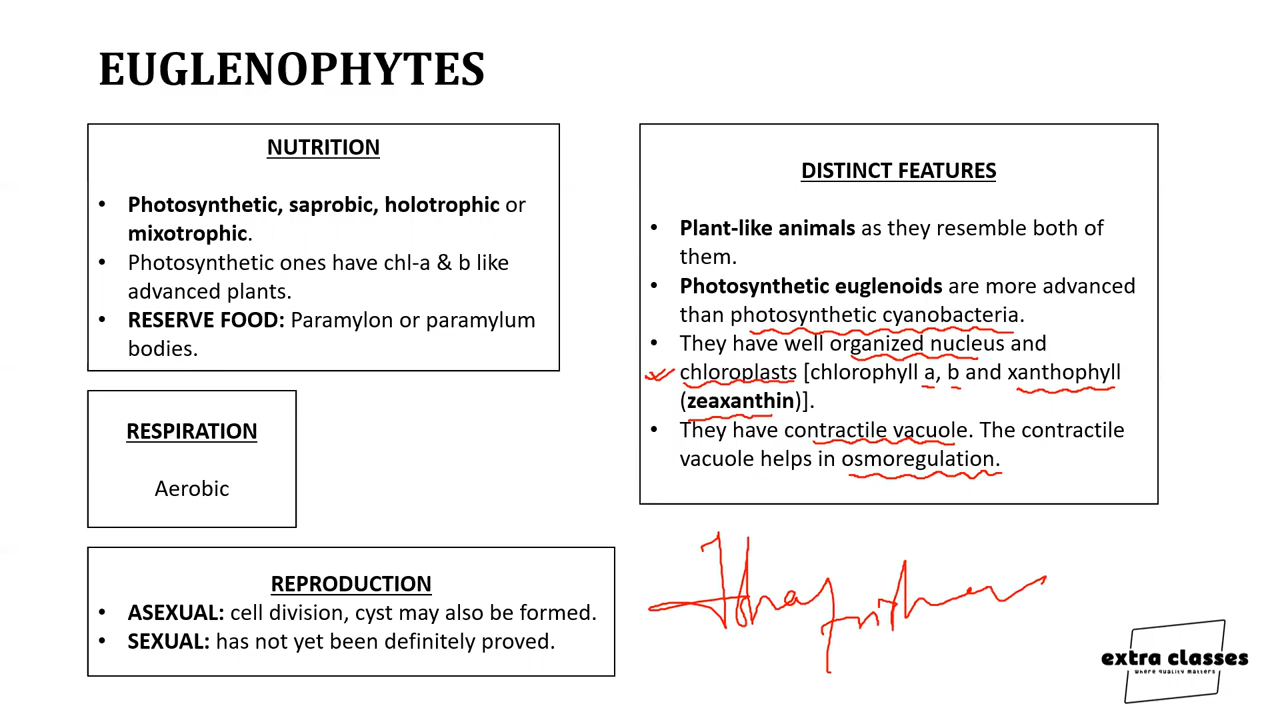 EUGLENOPHYTES
NUTRITION
• Photosynthetic, saprobic, holotrophic or
mixotrophic.
• Photosynthetic ones have chl-a & b like
advanced plants.
• RESERVE FOOD: Paramylon or paramylum
bodies.
RESPIRATION
Aerobic
REPRODUCTION
• ASEXUAL: cell division, cyst may also be formed.
• SEXUAL: has not yet been definitely proved.
DISTINCT FEATURES
• Plant-like animals as they resemble both of
them.
• Photosynthetic euglenoids are more advanced
than photosynthetic cyanobacteria.
• They have well organized nucleus and
chloroplasts [chlorophyll a, b and xanthophyll
(zeaxanthin)].
• They have contractile vacuole. The contractile
vacuole helps in osmoregulation.
extra classes
where quality matters